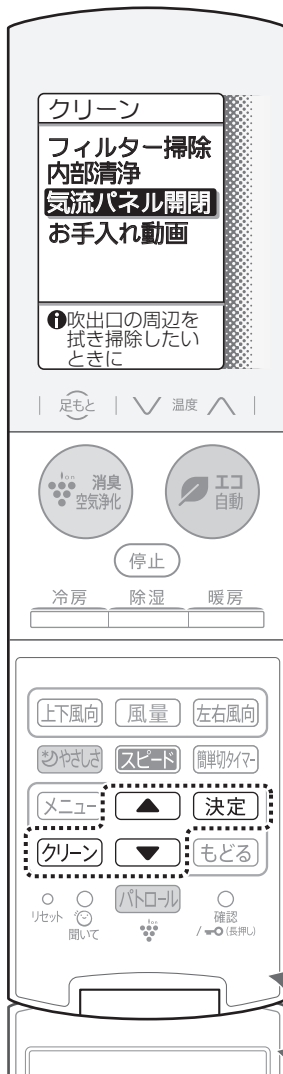 クリーン
フィルター掃除
内部清浄
気流パネル開閉
お手入れ動画
i吹出口の周辺を
拭き掃除したい
ときに
足もと 温度
Ion 消臭 空気浄化
エコ 自動
停止
冷房 除湿 暖房
上下風向 風量 左右風向
やさしさ スピード 簡単切タイマー
メニュー ▲ 決定
クリーン ▼ もどる
リセット 聞いて パトロール 確認
/ (長押し)